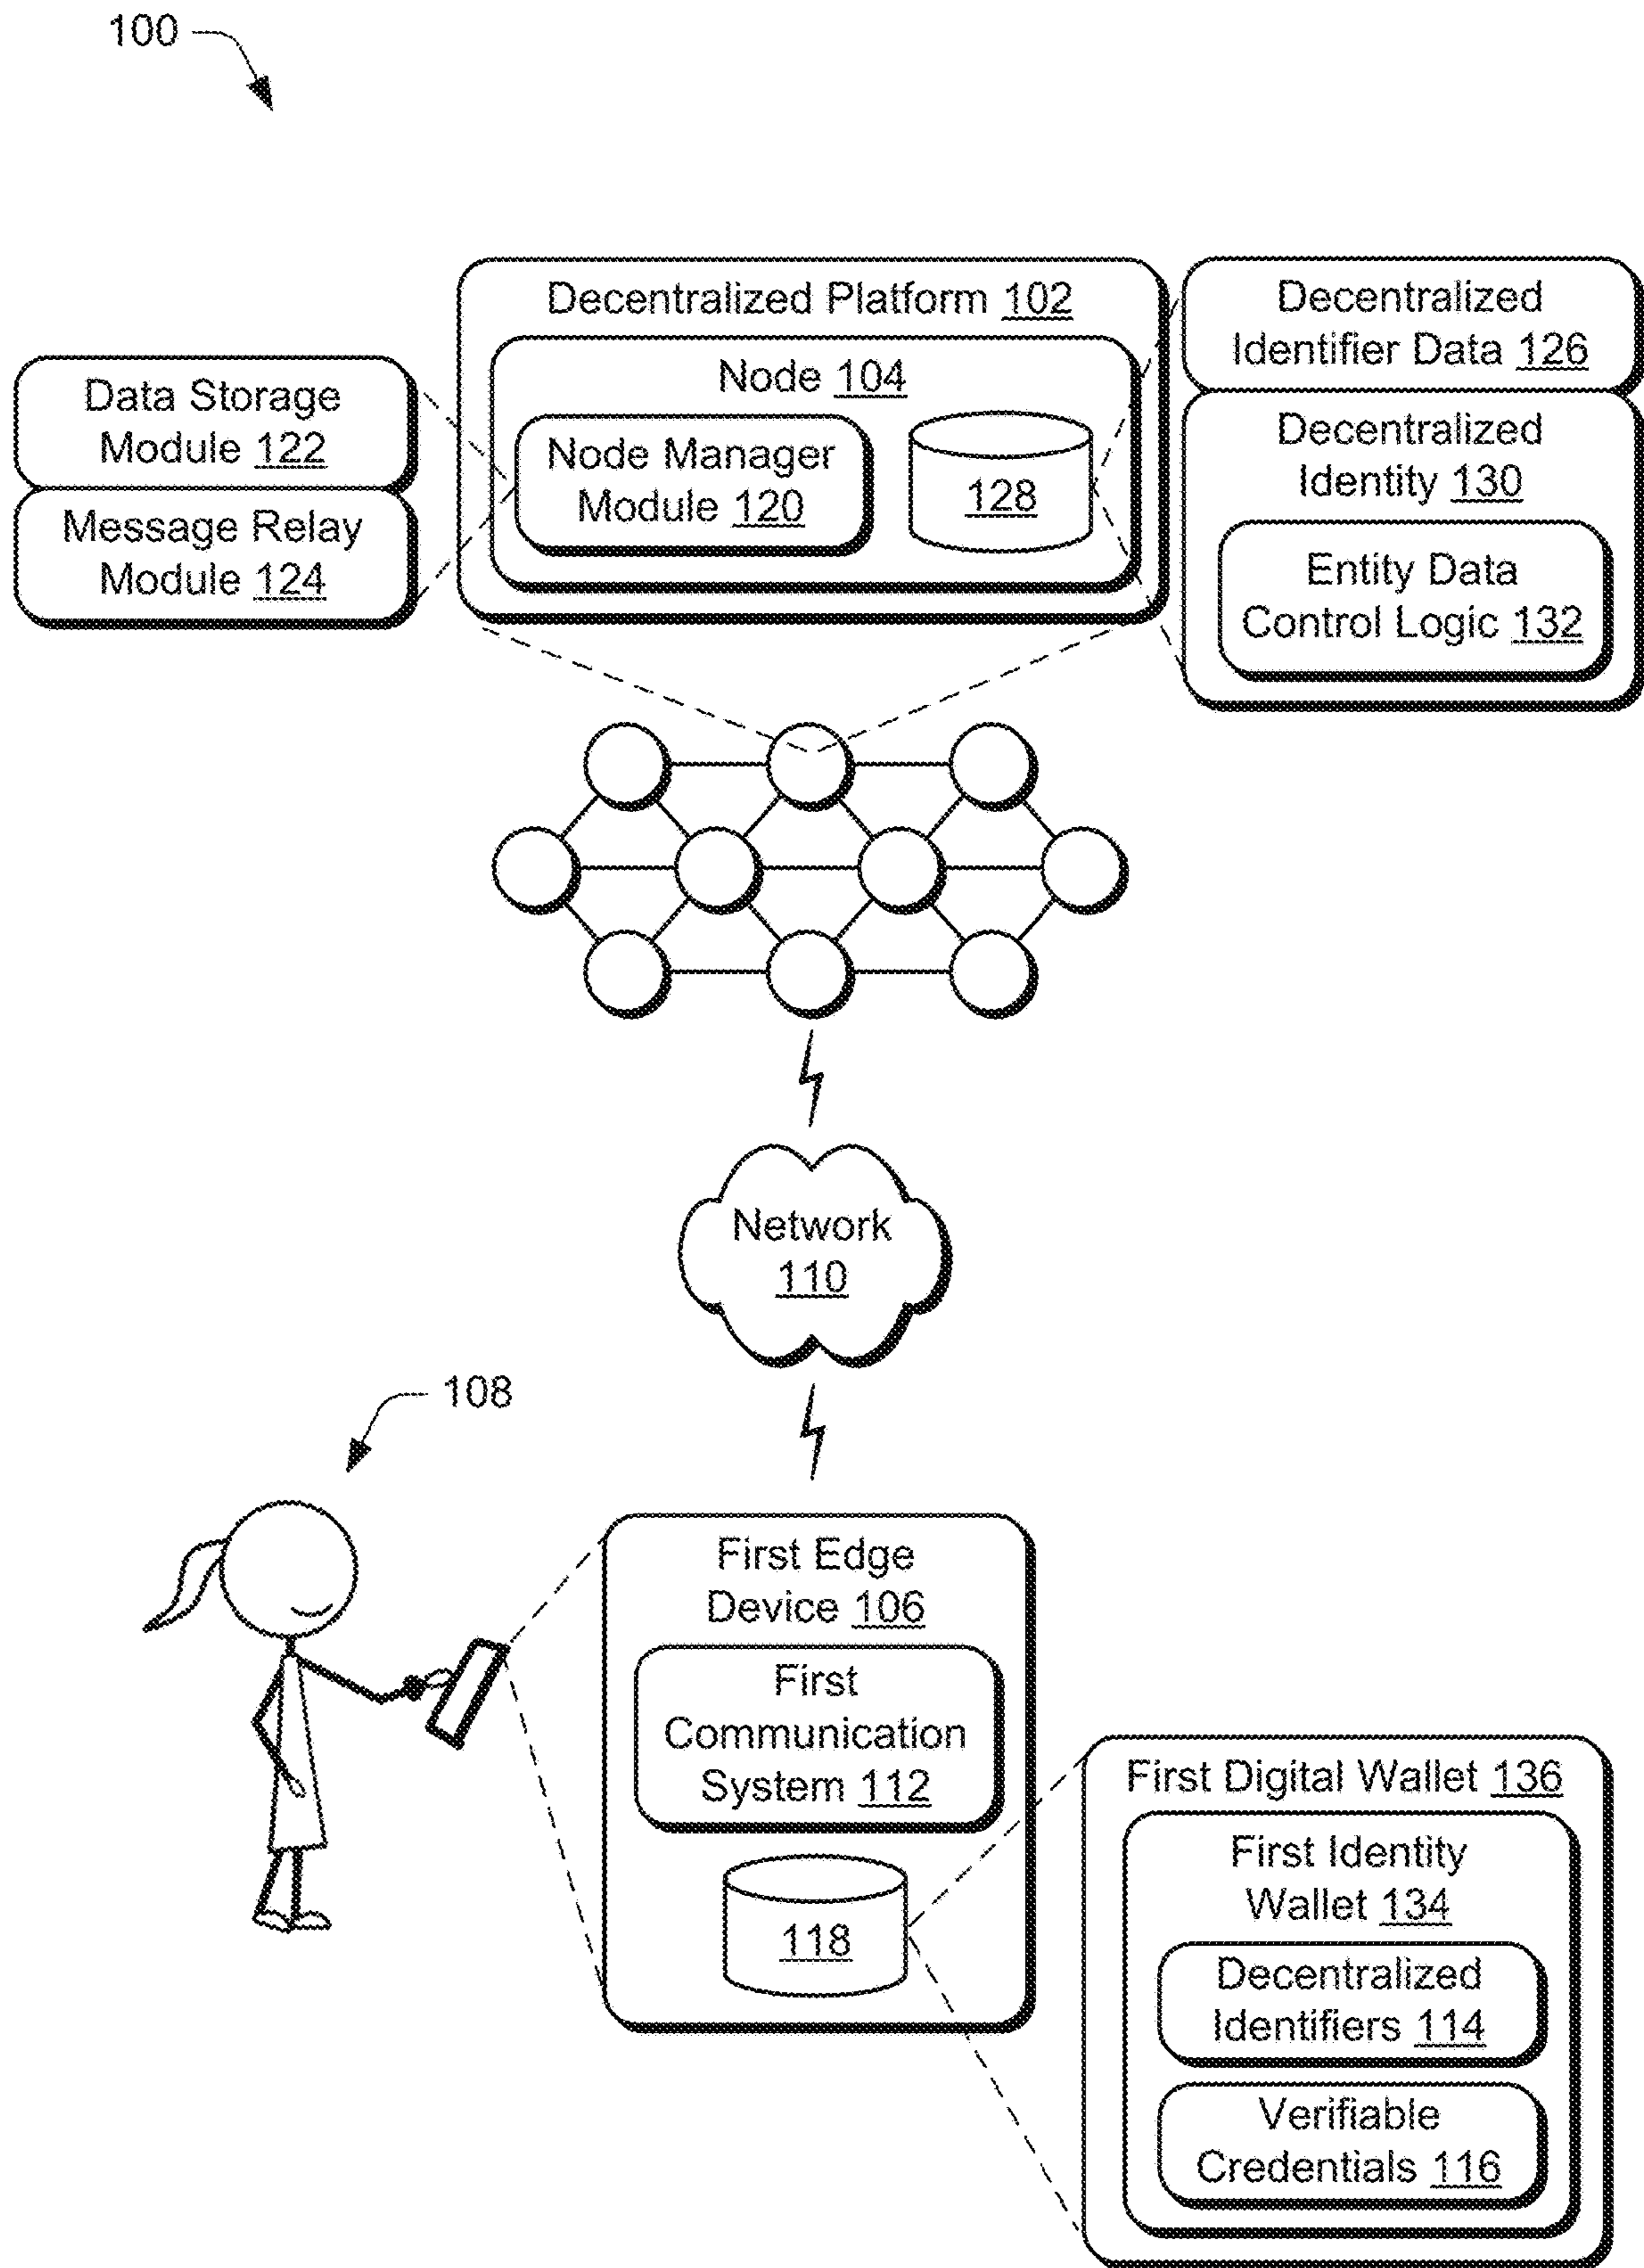 100
Decentralized Platform 102
Node 104
Node Manager
Module 120
128
Data Storage
Module 122
Message Relay
Module 124
Decentralized
Identifier Data 126
Decentralized
Identity 130
Entity Data
Control Logic 132
Network
110
108
First Edge
Device 106
First
Communication
System 112
118
First Digital Wallet 136
First Identity
Wallet 134
Decentralized
Identifiers 114
Verifiable
Credentials 116